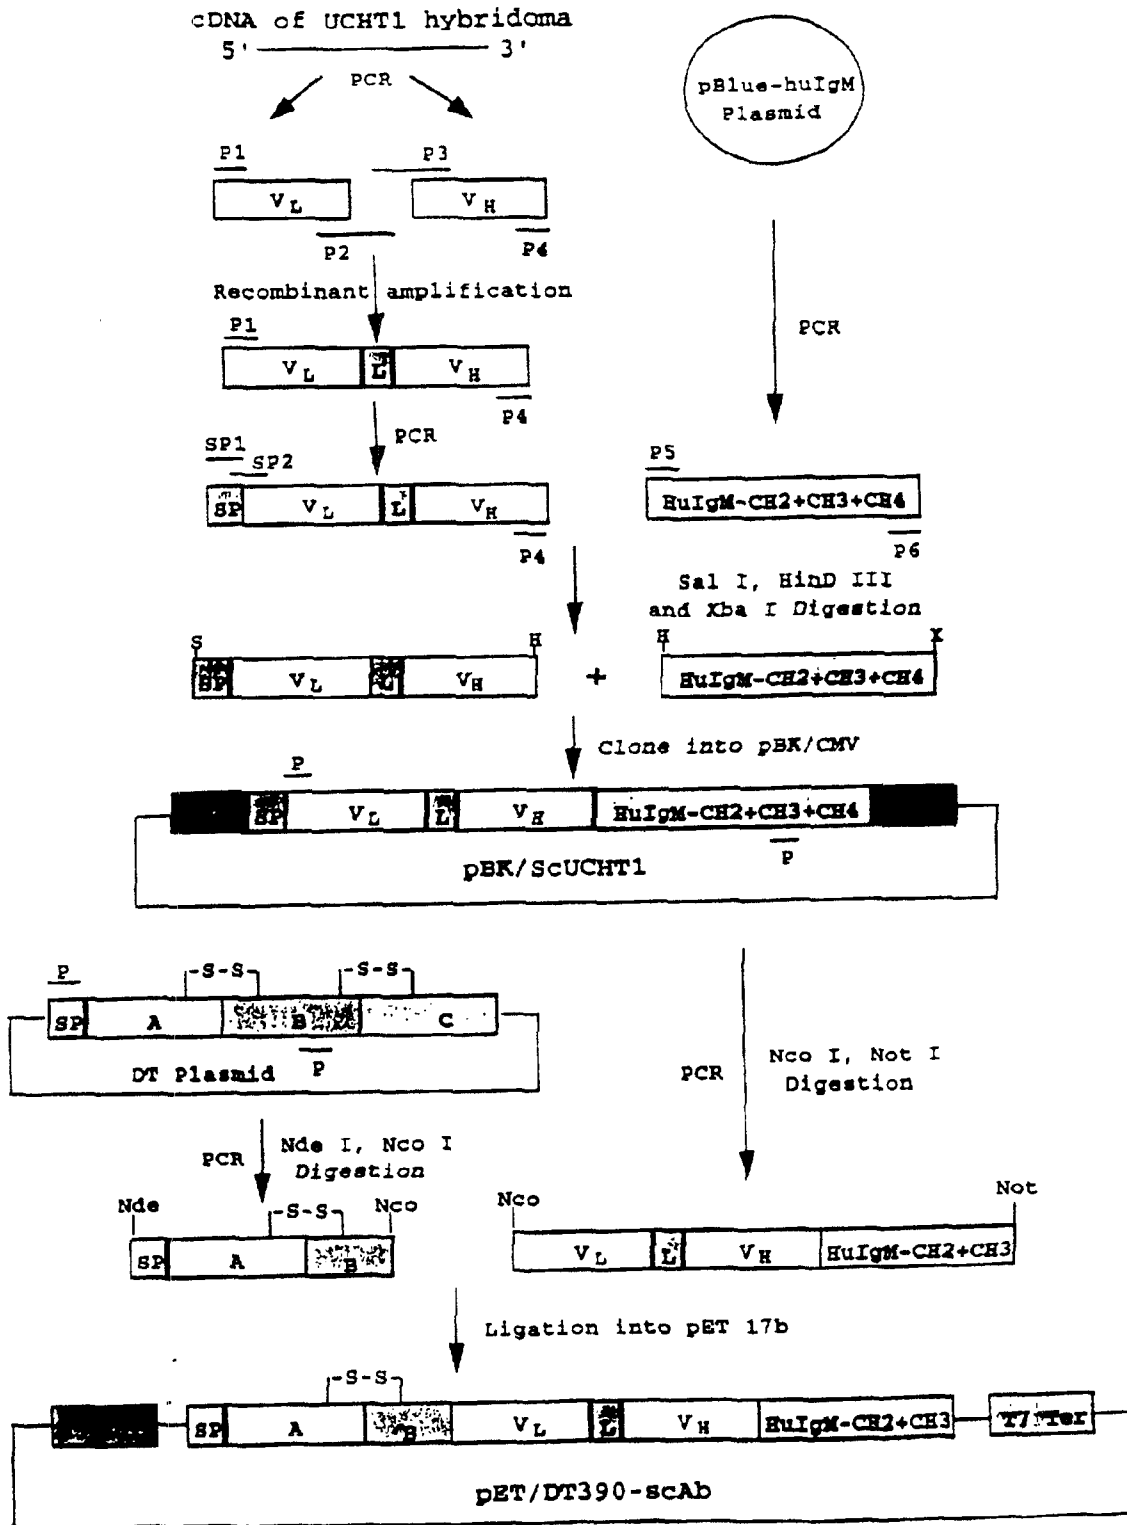 cDNA of UCHT1 hybridoma
5' 3'
PCR
pBlue-huIgM
Plasmid
P1
P3
VL
VH
P2
P4
Recombinant amplification
PCR
P1
VL
L
VH
P4
PCR
SP1
SP2
SP
VL
L
VH
P4
P5
HuIgM-CH2+CH3+CH4
P6
Sal I, HinD III
and Xba I Digestion
S
H
SP
VL
L
VH
+
H
X
HuIgM-CH2+CH3+CH4
Clone into pBK/CMV
P
SP
VL
L
VH
HuIgM-CH2+CH3+CH4
P
pBK/ScUCHT1
P
-S-S-
-S-S-
SP
A
B
C
P
DT Plasmid
PCR
Nco I, Not I
Digestion
PCR
Nde I, Nco I
Digestion
Nde
-S-S-
Nco
SP
A
B
Nco
Not
VL
L
VH
HuIgM-CH2+CH3
Ligation into pET 17b
-S-S-
SP
A
B
VL
L
VH
HuIgM-CH2+CH3
T7 Ter
pET/DT390-scAb